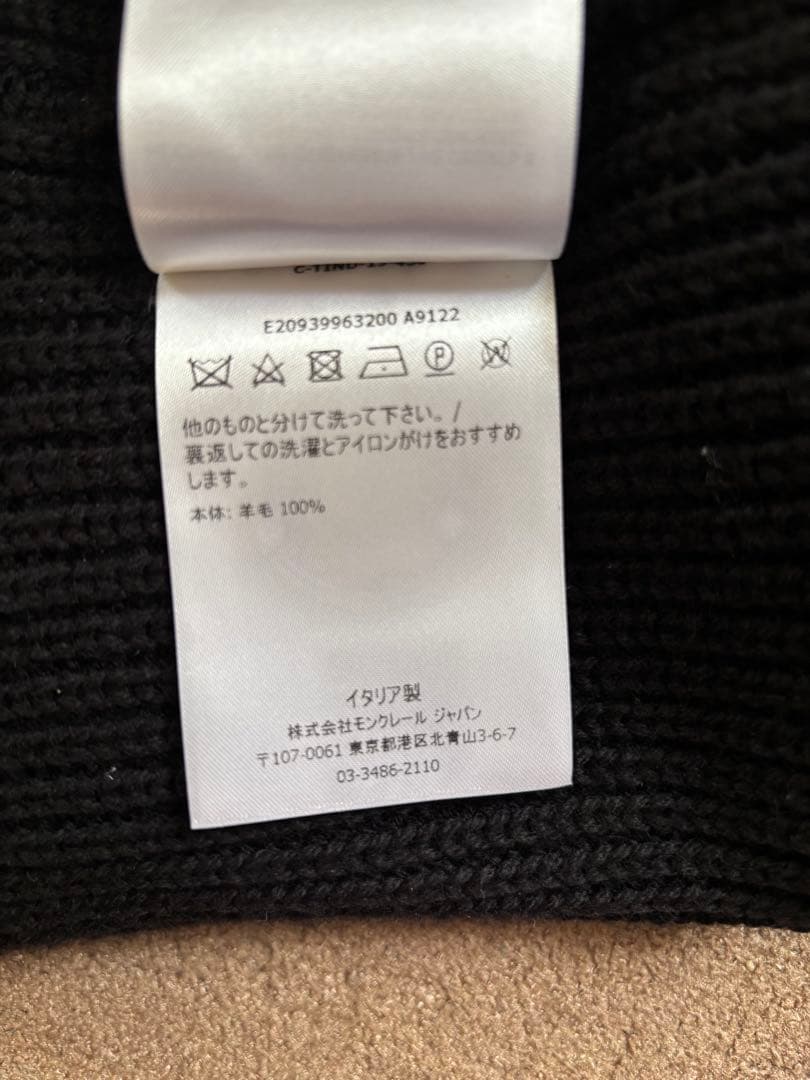 E20939963200 A9122
P
W
他のものと分けて洗って下さい。/
裏返しての洗濯とアイロンがけをおすすめ
します。
本体: 羊毛 100%
イタリア製
株式会社モンクレール ジャパン
〒107-0061 東京都港区北青山3-6-7
03-3486-2110